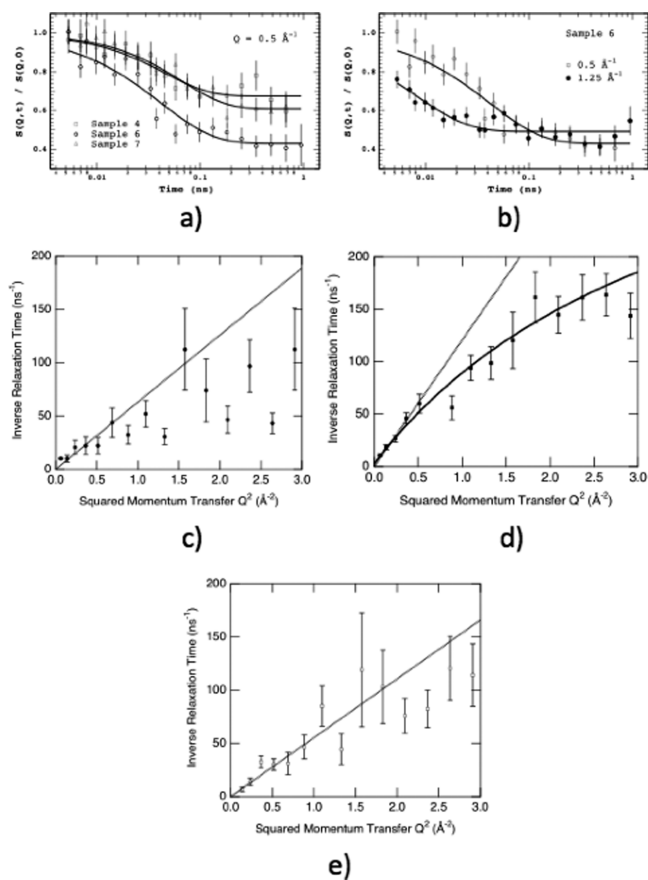 1.0
0.8
0.6
0.4
S(Q,t) / S(Q,0)
Q = 0.5 Å⁻¹
Sample 4
Sample 6
Sample 7
0.01 0.1 1
Time (ns)
a)
1.0
0.8
0.6
0.4
S(Q,t) / S(Q,0)
Sample 6
0.5 Å⁻¹
1.25 Å⁻¹
0.01 0.1 1
Time (ns)
b)
200
150
100
50
0
Inverse Relaxation Time (ns⁻¹)
0.0 0.5 1.0 1.5 2.0 2.5 3.0
Squared Momentum Transfer Q² (Å⁻²)
c)
200
150
100
50
0
Inverse Relaxation Time (ns⁻¹)
0.0 0.5 1.0 1.5 2.0 2.5 3.0
Squared Momentum Transfer Q² (Å⁻²)
d)
200
150
100
50
0
Inverse Relaxation Time (ns⁻¹)
0.0 0.5 1.0 1.5 2.0 2.5 3.0
Squared Momentum Transfer Q² (Å⁻²)
e)